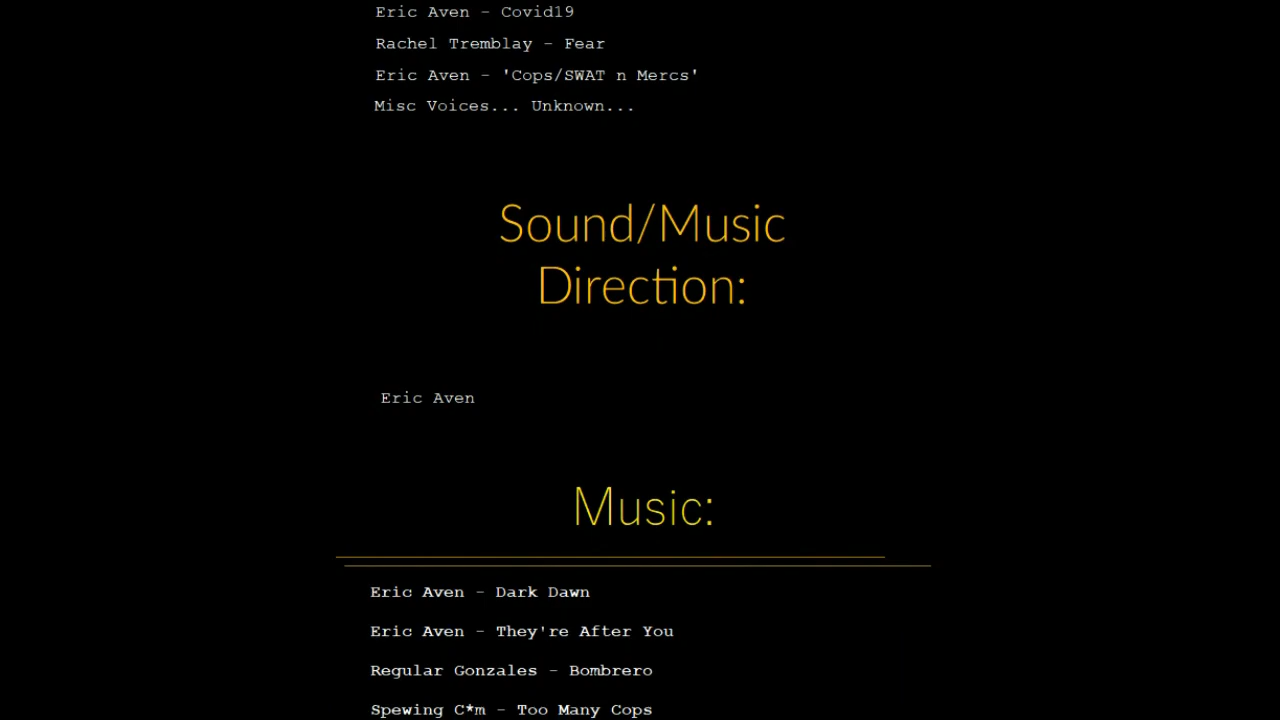 Eric Aven - Covid19
Rachel Tremblay - Fear
Eric Aven - 'Cops/SWAT n Mercs'
Misc Voices... Unknown...
Sound/Music
Direction:
Eric Aven
Music:
Eric Aven - Dark Dawn
Eric Aven - They're After You
Regular Gonzales - Bombrero
Spewing C*m - Too Many Cops